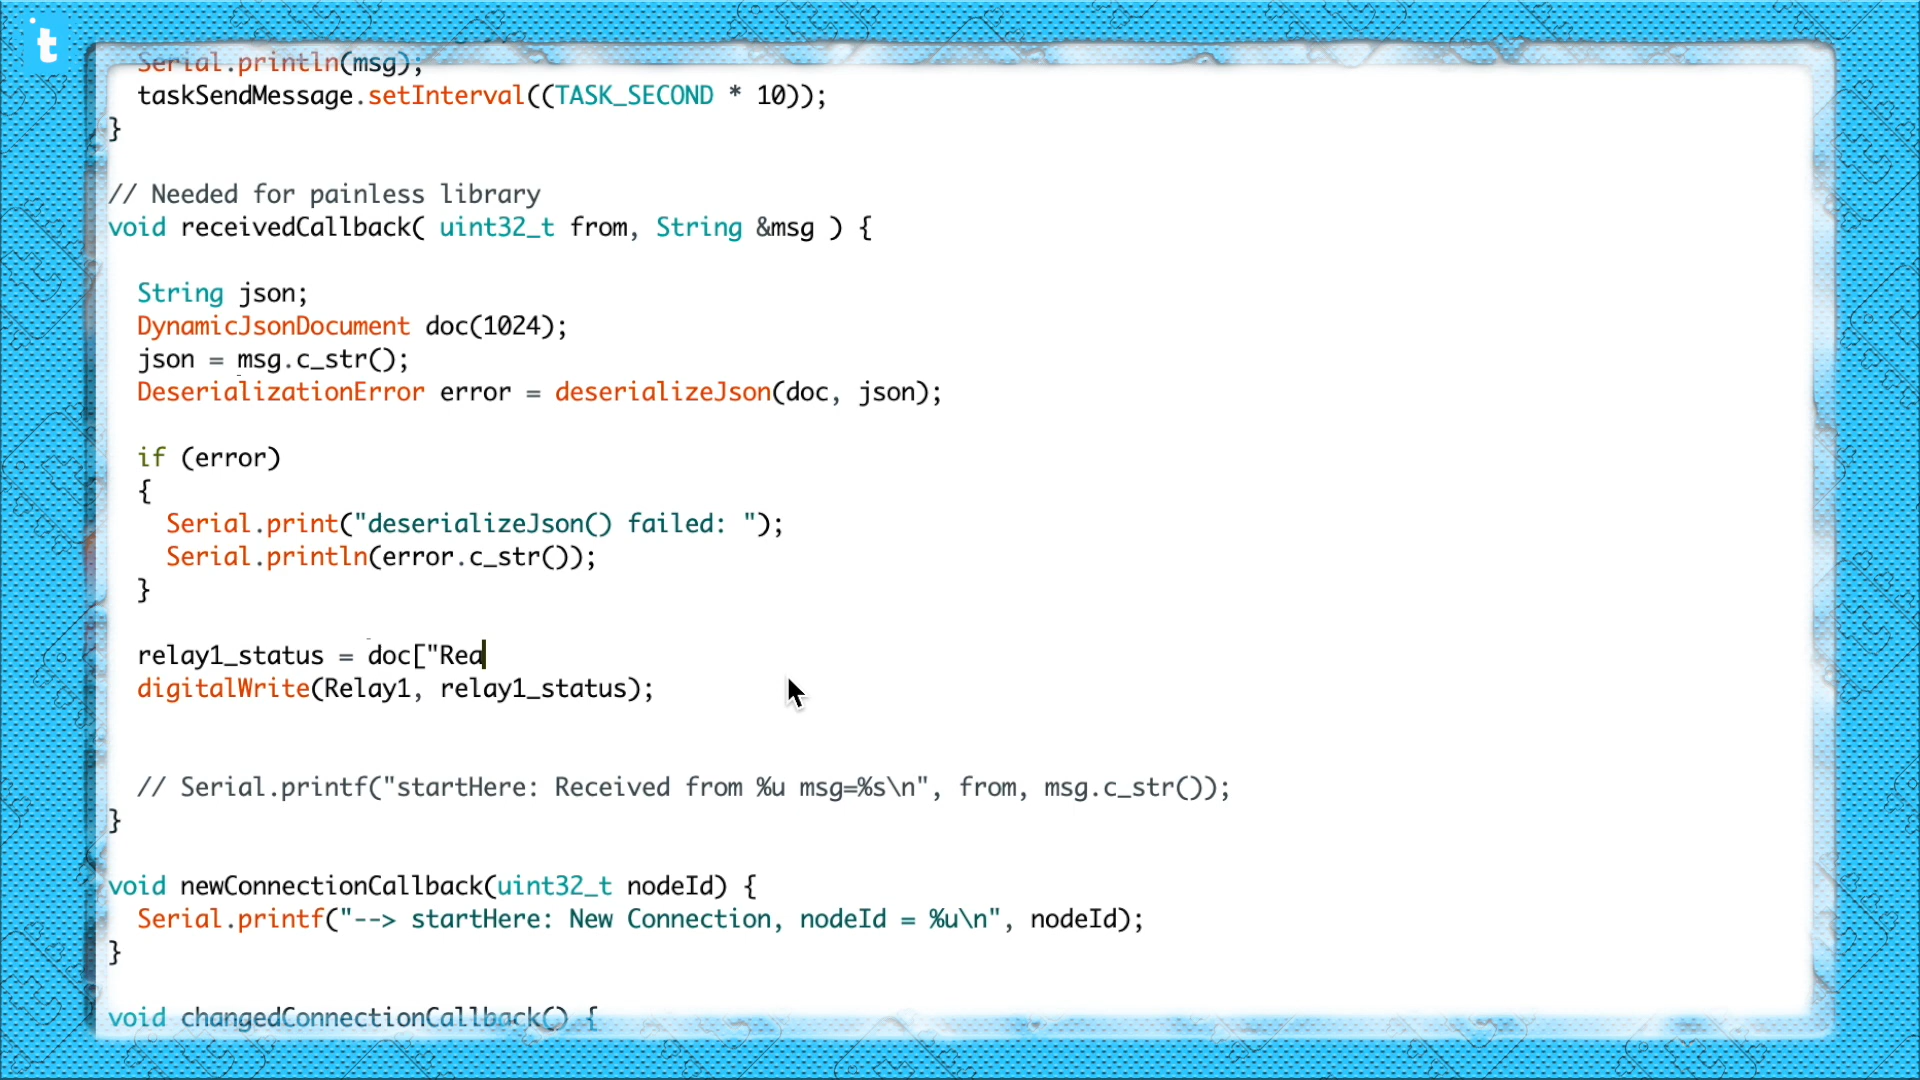 t
Serial.println(msg);
taskSendMessage.setInterval((TASK_SECOND * 10));
}
// Needed for painless library
void receivedCallback( uint32_t from, String &msg ) {
String json;
DynamicJsonDocument doc(1024);
json = msg.c_str();
DeserializationError error = deserializeJson(doc, json);
if (error)
{
Serial.print("deserializeJson() failed: ");
Serial.println(error.c_str());
}
relay1_status = doc["Rea
digitalWrite(Relay1, relay1_status);
// Serial.printf("startHere: Received from %u msg=%s\n", from, msg.c_str());
}
void newConnectionCallback(uint32_t nodeId) {
Serial.printf("--> startHere: New Connection, nodeId = %u\n", nodeId);
}
void changedConnectionCallback() {